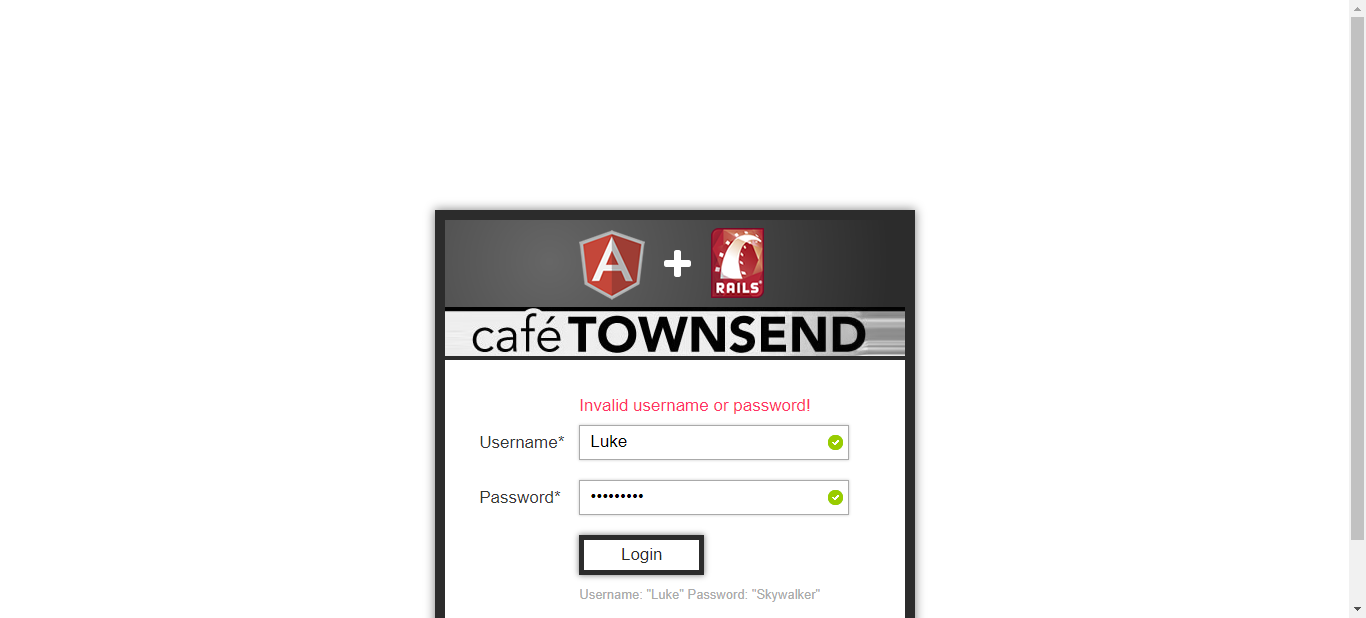 RAILS
café TOWNSEND
Invalid username or password!
Username* Luke
Password* •••••••••
Login
Username: "Luke" Password: "Skywalker"